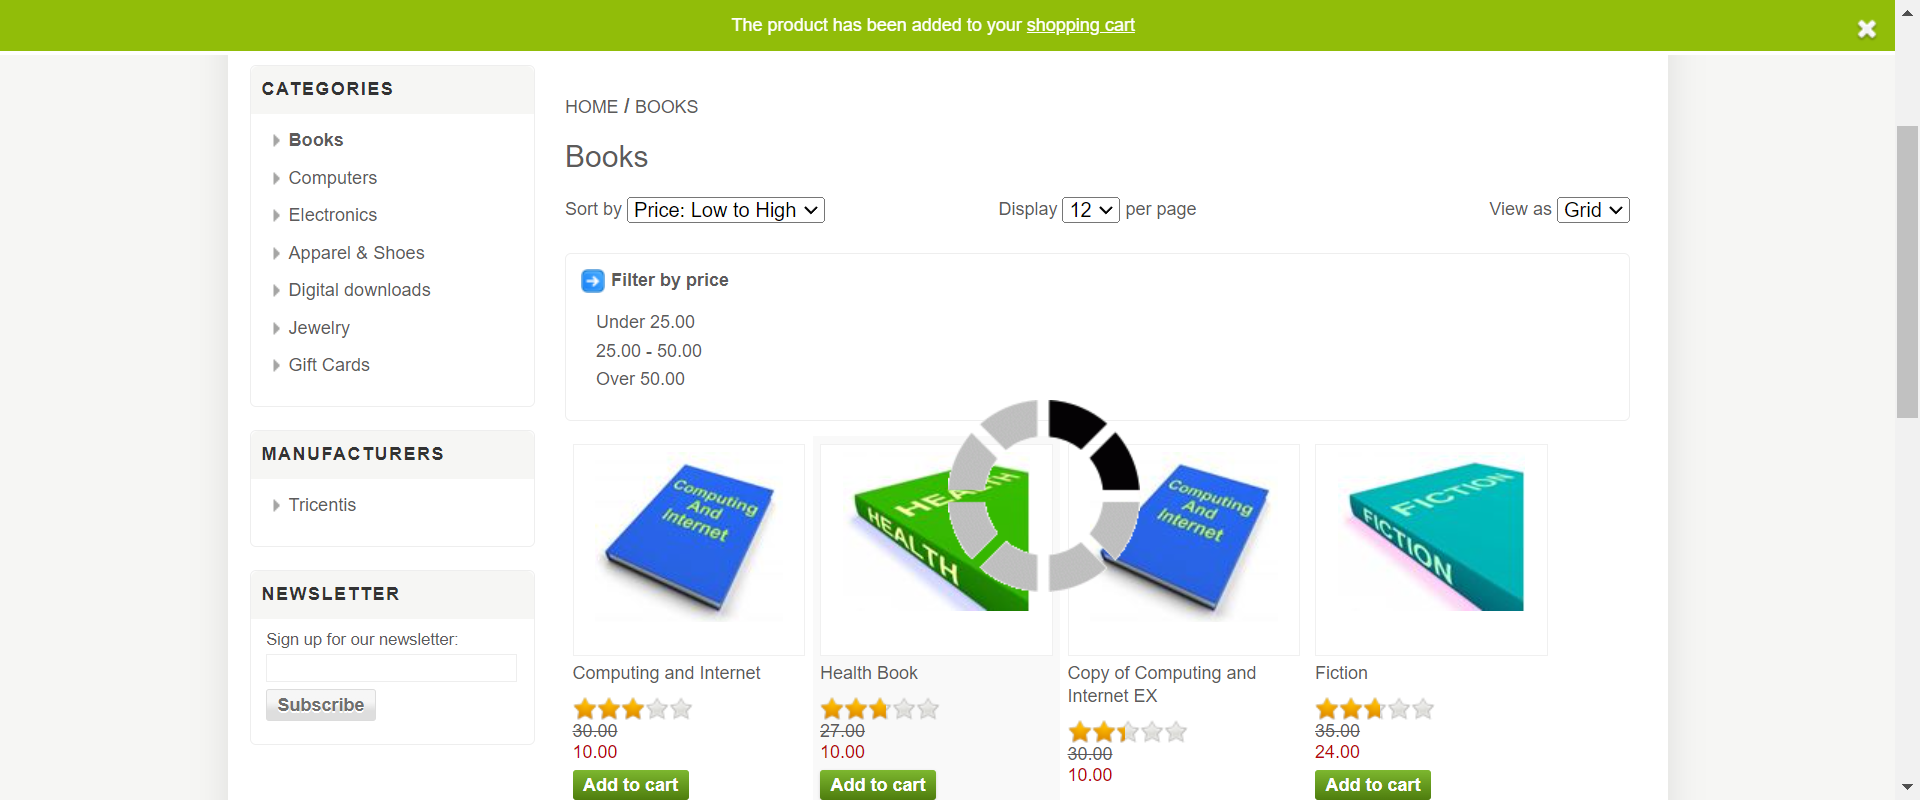 The product has been added to your shopping cart
CATEGORIES
Books
Computers
Electronics
Apparel & Shoes
Digital downloads
Jewelry
Gift Cards
MANUFACTURERS
Tricentis
NEWSLETTER
Sign up for our newsletter:
Subscribe
HOME / BOOKS
Books
Sort by Price: Low to High
Display 12 per page
View as Grid
Filter by price
Under 25.00
25.00 - 50.00
Over 50.00
Computing
And
Internet
HEALTH
HEALTH
Computing
And
Internet
FICTION
FICTION
Computing and Internet
30.00
10.00
Add to cart
Health Book
27.00
10.00
Add to cart
Copy of Computing and
Internet EX
30.00
10.00
Fiction
35.00
24.00
Add to cart